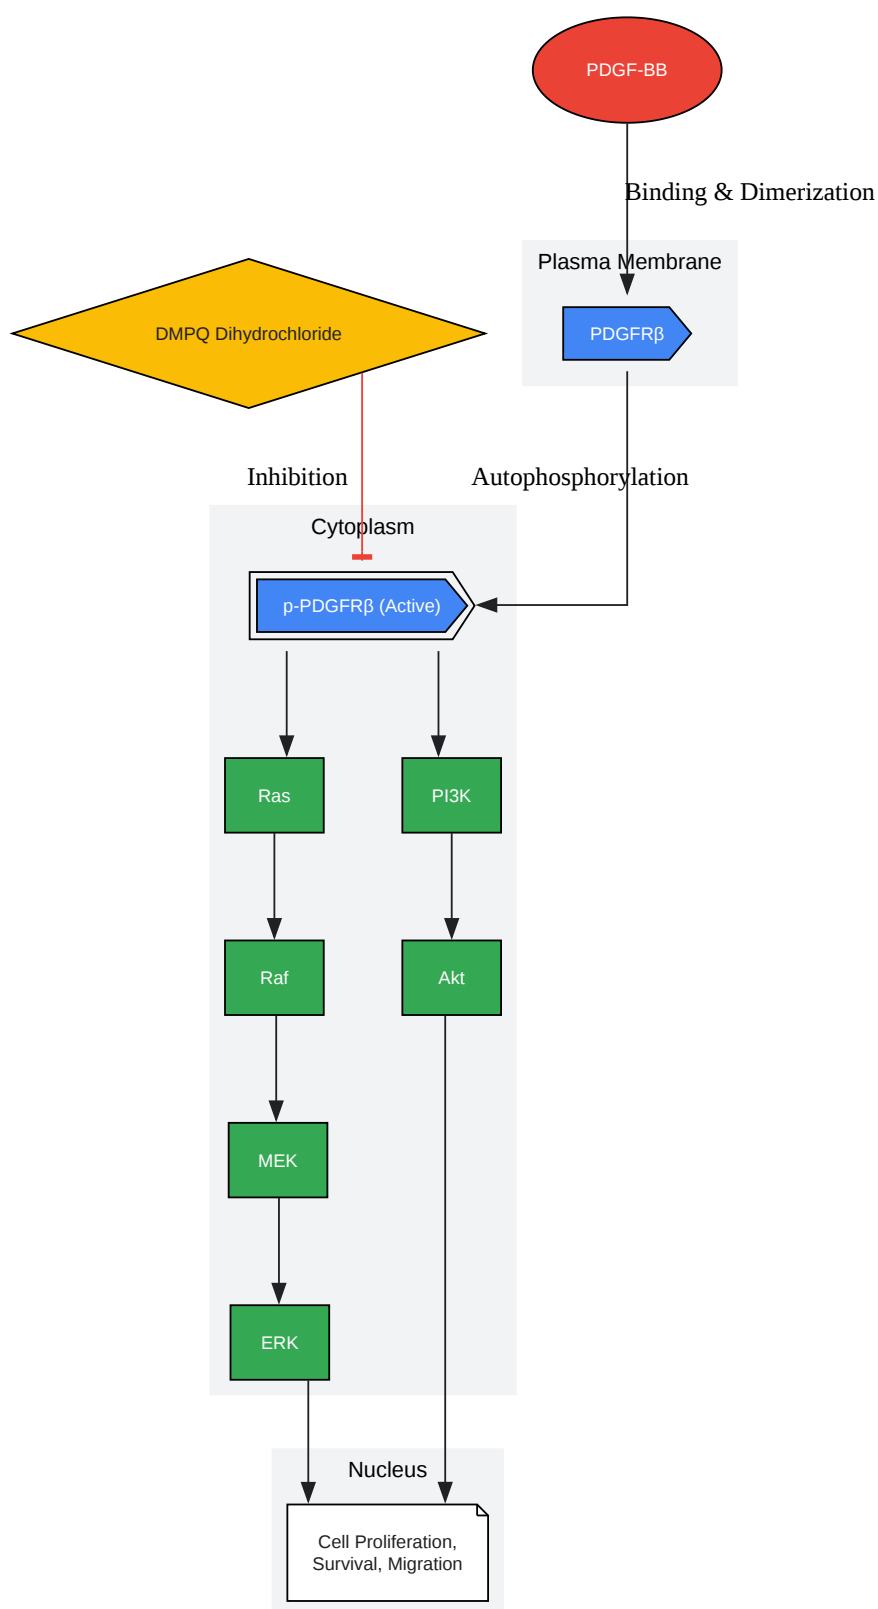 PDGF-BB
Binding & Dimerization
Plasma Membrane
DMPQ Dihydrochloride
PDGFRβ
Inhibition
Autophosphorylation
Cytoplasm
p-PDGFRβ (Active)
Ras
PI3K
Raf
Akt
MEK
ERK
Nucleus
Cell Proliferation,
Survival, Migration